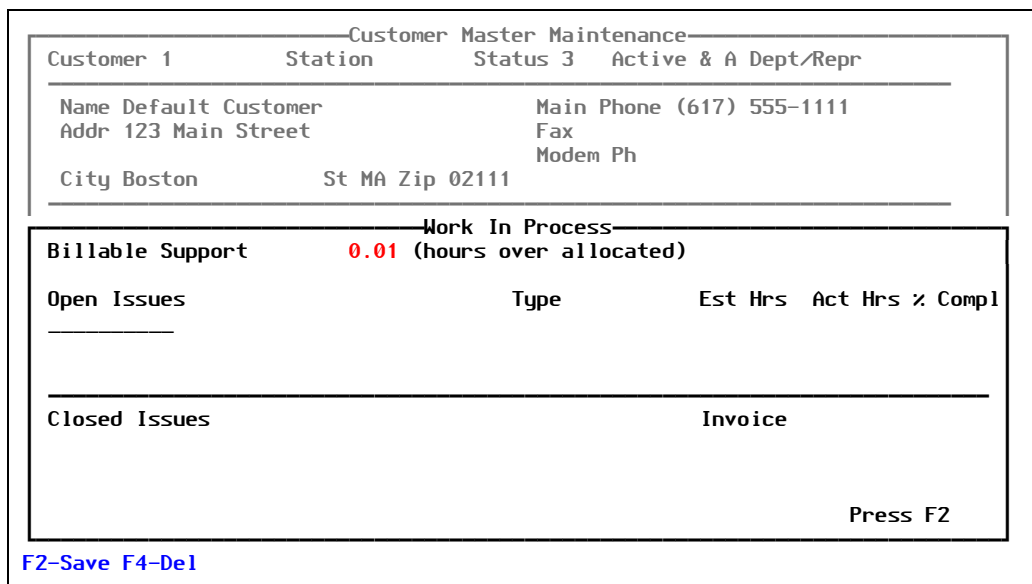 Customer Master Maintenance
Customer 1 Station Status 3 Active & A Dept/Repr
Name Default Customer Main Phone (617) 555-1111
Addr 123 Main Street Fax
Modem Ph
City Boston St MA Zip 02111
Work In Process
Billable Support 0.01 (hours over allocated)
Open Issues Type Est Hrs Act Hrs % Compl
Closed Issues Invoice
Press F2
F2-Save F4-Del